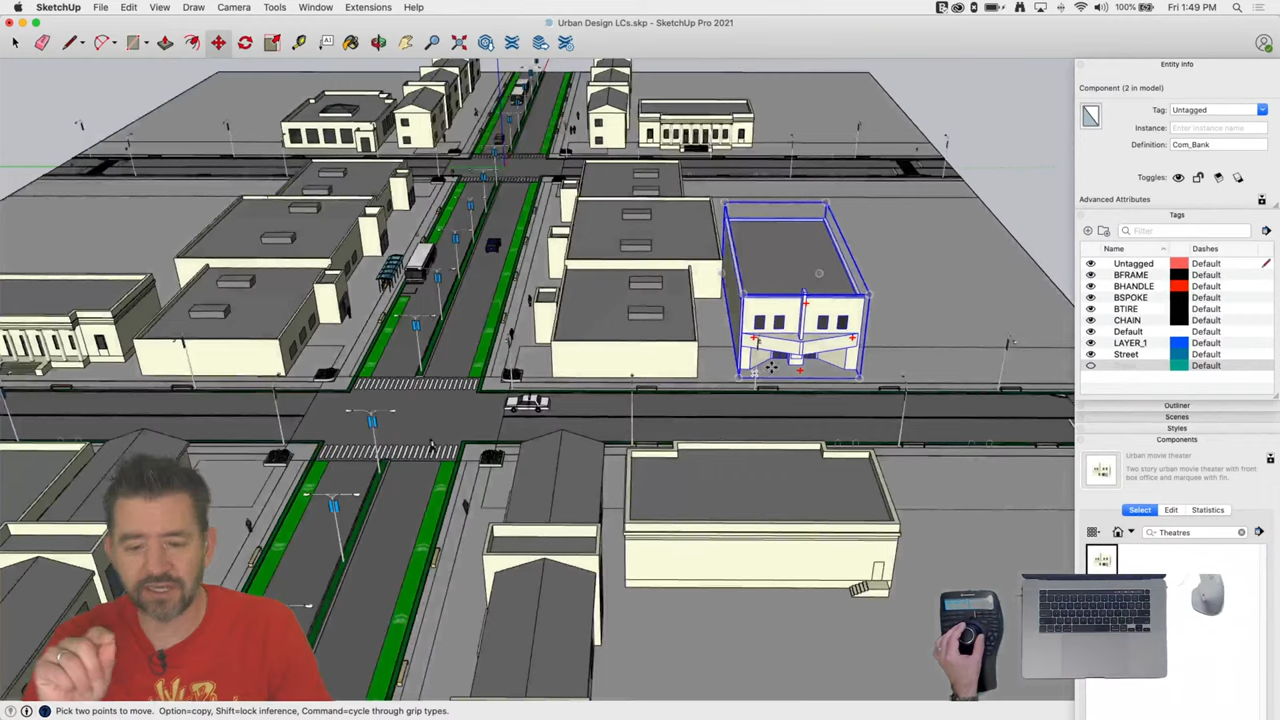 SketchUp File Edit View Draw Camera Tools Window Extensions Help 100% Fri 1:49 PM
Urban Design LCs.skp - SketchUp Pro 2021
Entity Info
Component (2 in model)
Tag: Untagged
Instance: Enter instance name
Definition: Com_Bank
Toggles:
Advanced Attributes
Tags
Filter
Name Dashes
Untagged Default
BFRAME Default
BHANDLE Default
BSPOKE Default
BTIRE Default
CHAIN Default
Default Default
LAYER_1 Default
Street Default
Default
Outliner
Scenes
Styles
Components
Urban movie theater
Two story urban movie theater with front
box office and marquee with fin.
Select Edit Statistics
Theatres
Pick two points to move. Option=copy, Shift=lock inference, Command=cycle through grip types.